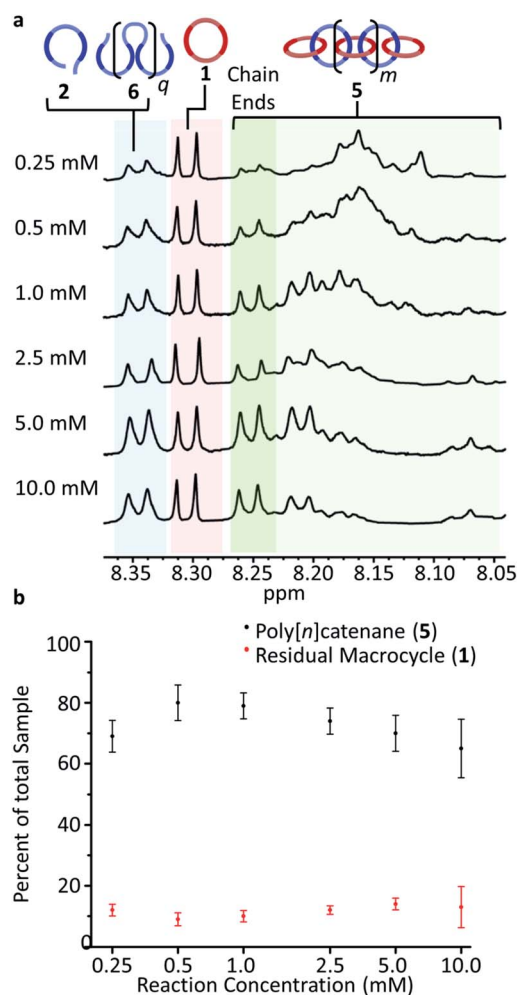 a
q
m
2
6
1
Chain
Ends
5
0.25 mM
0.5 mM
1.0 mM
2.5 mM
5.0 mM
10.0 mM
8.35 8.30 8.25 8.20 8.15 8.10 8.05
ppm
b
Poly[n]catenane (5)
Residual Macrocycle (1)
100
80
60
40
20
0
Percent of total Sample
0.25 0.5 1.0 2.5 5.0 10.0
Reaction Concentration (mM)